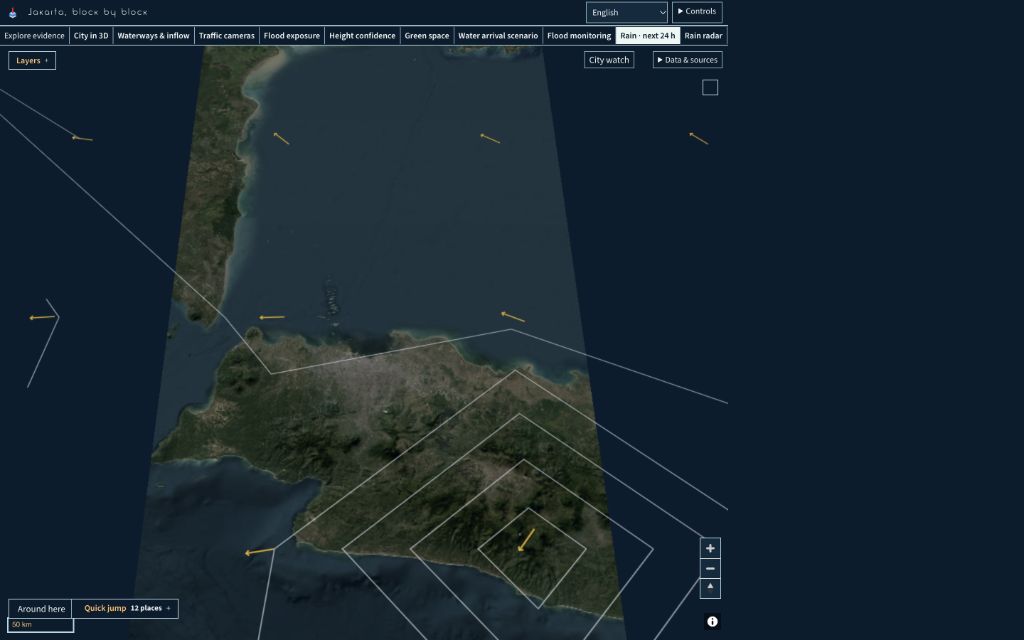 Jakarta, block by block
English
Controls
Explore evidence
City in 3D
Waterways & inflow
Traffic cameras
Flood exposure
Height confidence
Green space
Water arrival scenario
Flood monitoring
Rain · next 24 h
Rain radar
Layers +
City watch
Data & sources
Around here
Quick jump 12 places +
50 km